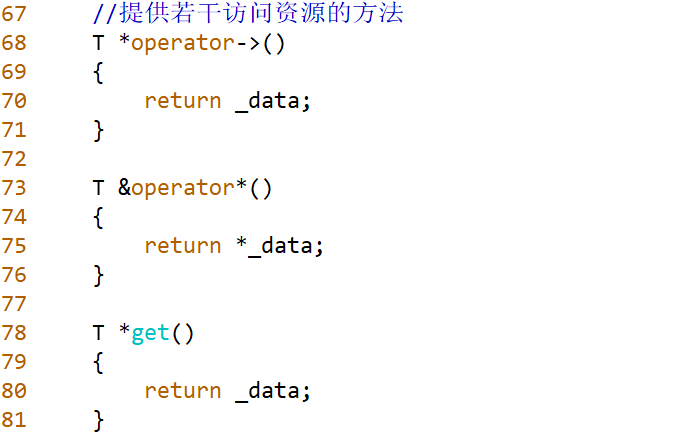 67     //提供若干访问资源的方法
68     T *operator->()
69     {
70         return _data;
71     }
72
73     T &operator*()
74     {
75         return *_data;
76     }
77
78     T *get()
79     {
80         return _data;
81     }